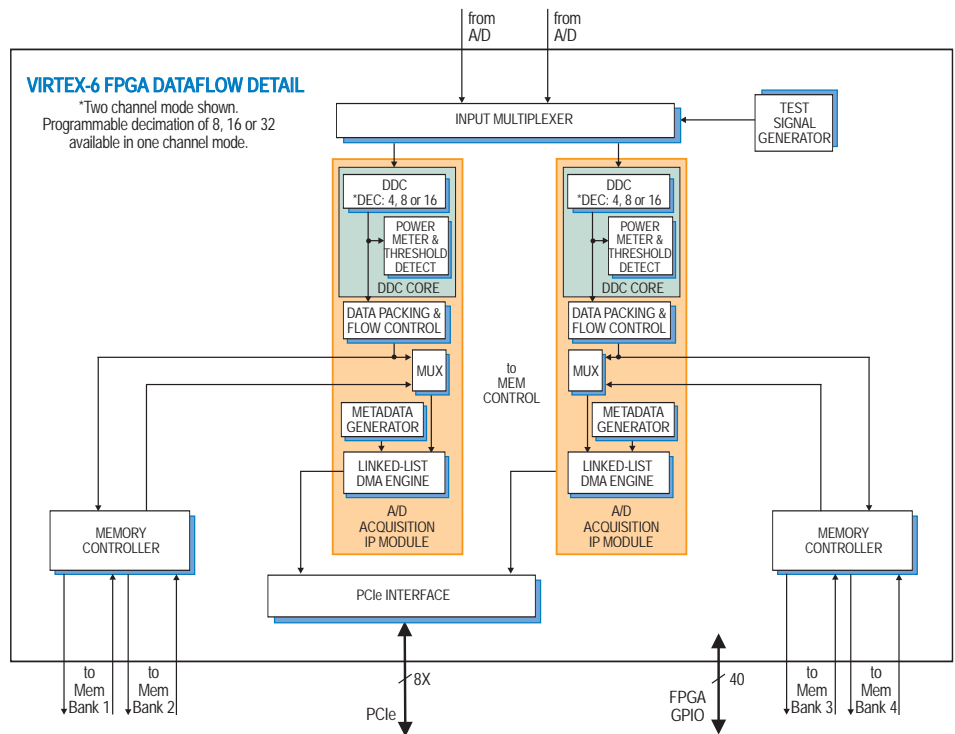 from
A/D
from
A/D
VIRTEX-6 FPGA DATAFLOW DETAIL
*Two channel mode shown.
Programmable decimation of 8, 16 or 32
available in one channel mode.
INPUT MULTIPLEXER
TEST
SIGNAL
GENERATOR
DDC
*DEC: 4, 8 or 16
POWER
METER &
THRESHOLD
DETECT
DDC CORE
DATA PACKING &
FLOW CONTROL
MUX
METADATA
GENERATOR
LINKED-LIST
DMA ENGINE
A/D
ACQUISITION
IP MODULE
to
MEM
CONTROL
DDC
*DEC: 4, 8 or 16
POWER
METER &
THRESHOLD
DETECT
DDC CORE
DATA PACKING &
FLOW CONTROL
MUX
METADATA
GENERATOR
LINKED-LIST
DMA ENGINE
A/D
ACQUISITION
IP MODULE
MEMORY
CONTROLLER
MEMORY
CONTROLLER
PCIe INTERFACE
to
Mem
Bank 1
to
Mem
Bank 2
8X
PCIe
40
FPGA
GPIO
to
Mem
Bank 3
to
Mem
Bank 4